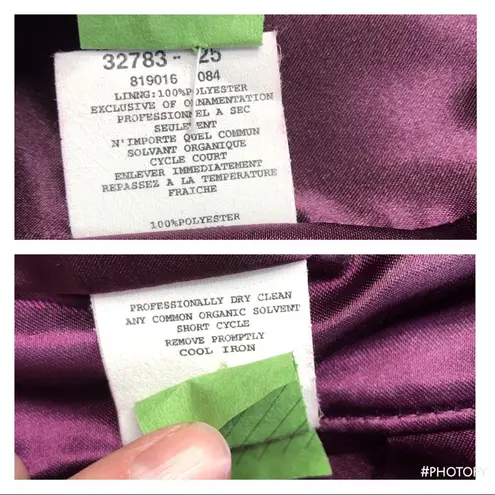 32783- 25
819016 084
LINNG:100%POLYESTER
EXCLUSIVE OF ORNAMENTATION
PROFESSIONNEL A SEC
SEULEMENT
N'IMPORTE QUEL COMMUN
SOLVANT ORGANIQUE
CYCLE COURT
ENLEVER IMMEDIATEMENT
REPASSEZ A LA TEMPERATURE
FRAICHE
100%POLYESTER
PROFESSIONALLY DRY CLEAN
ANY COMMON ORGANIC SOLVENT
SHORT CYCLE
REMOVE PROMPTLY
COOL IRON
#PHOTOFY